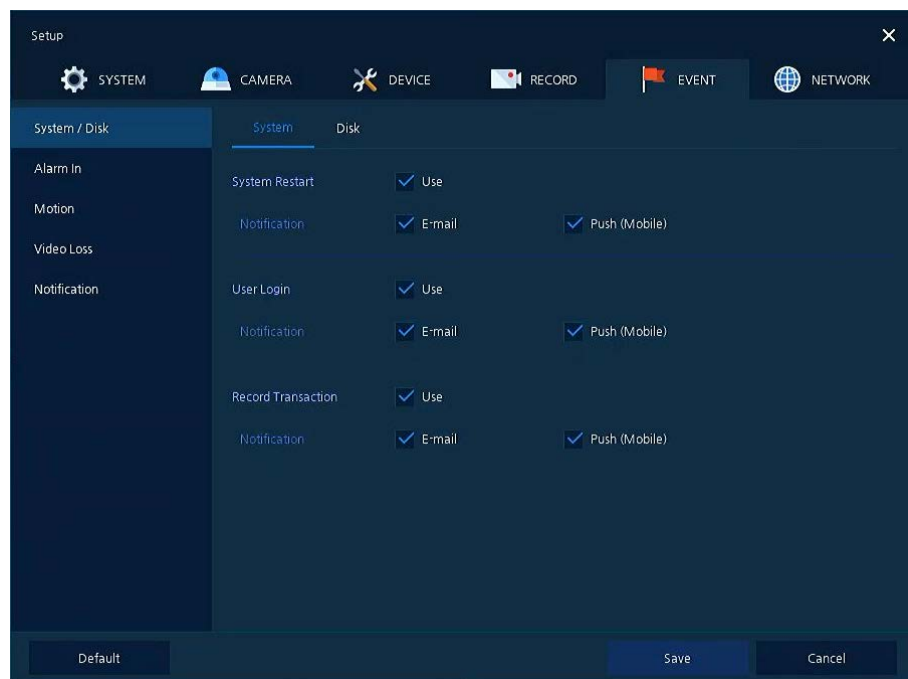 Setup
SYSTEM CAMERA DEVICE RECORD EVENT NETWORK
System / Disk
Alarm In
Motion
Video Loss
Notification
System Disk
System Restart Use
Notification E-mail Push (Mobile)
User Login Use
Notification E-mail Push (Mobile)
Record Transaction Use
Notification E-mail Push (Mobile)
Default Save Cancel